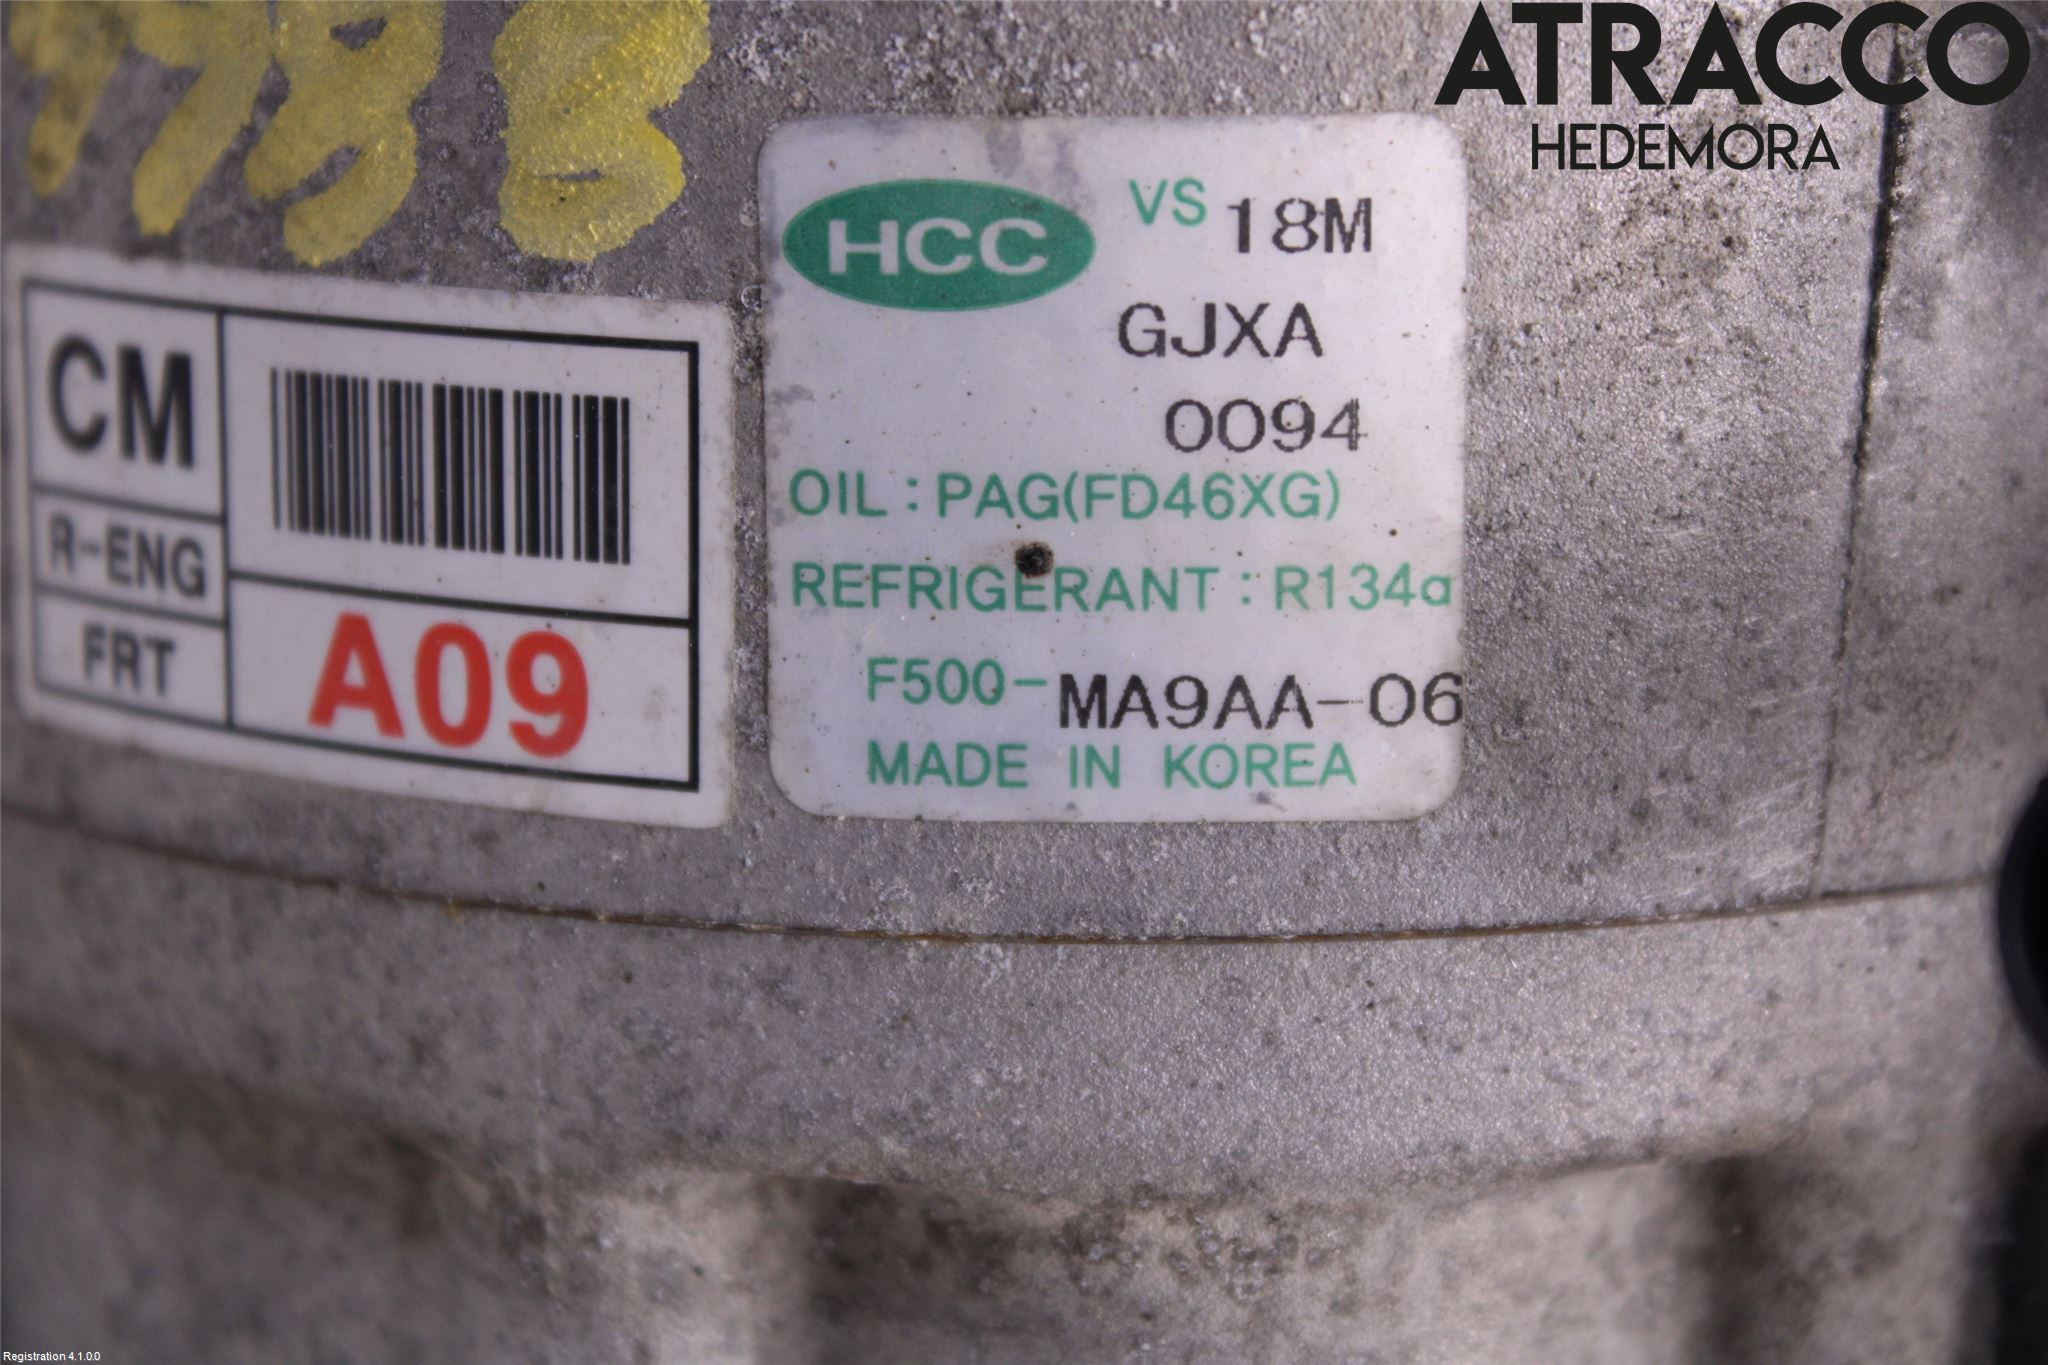 ATRACCO
HEDEMORA
HCC VS 18M
GJXA
0094
OIL : PAG(FD46XG)
REFRIGERANT : R134a
F500-MA9AA-06
MADE IN KOREA
CM
R-ENG
FRT
A09
Registration 4.1.0.0